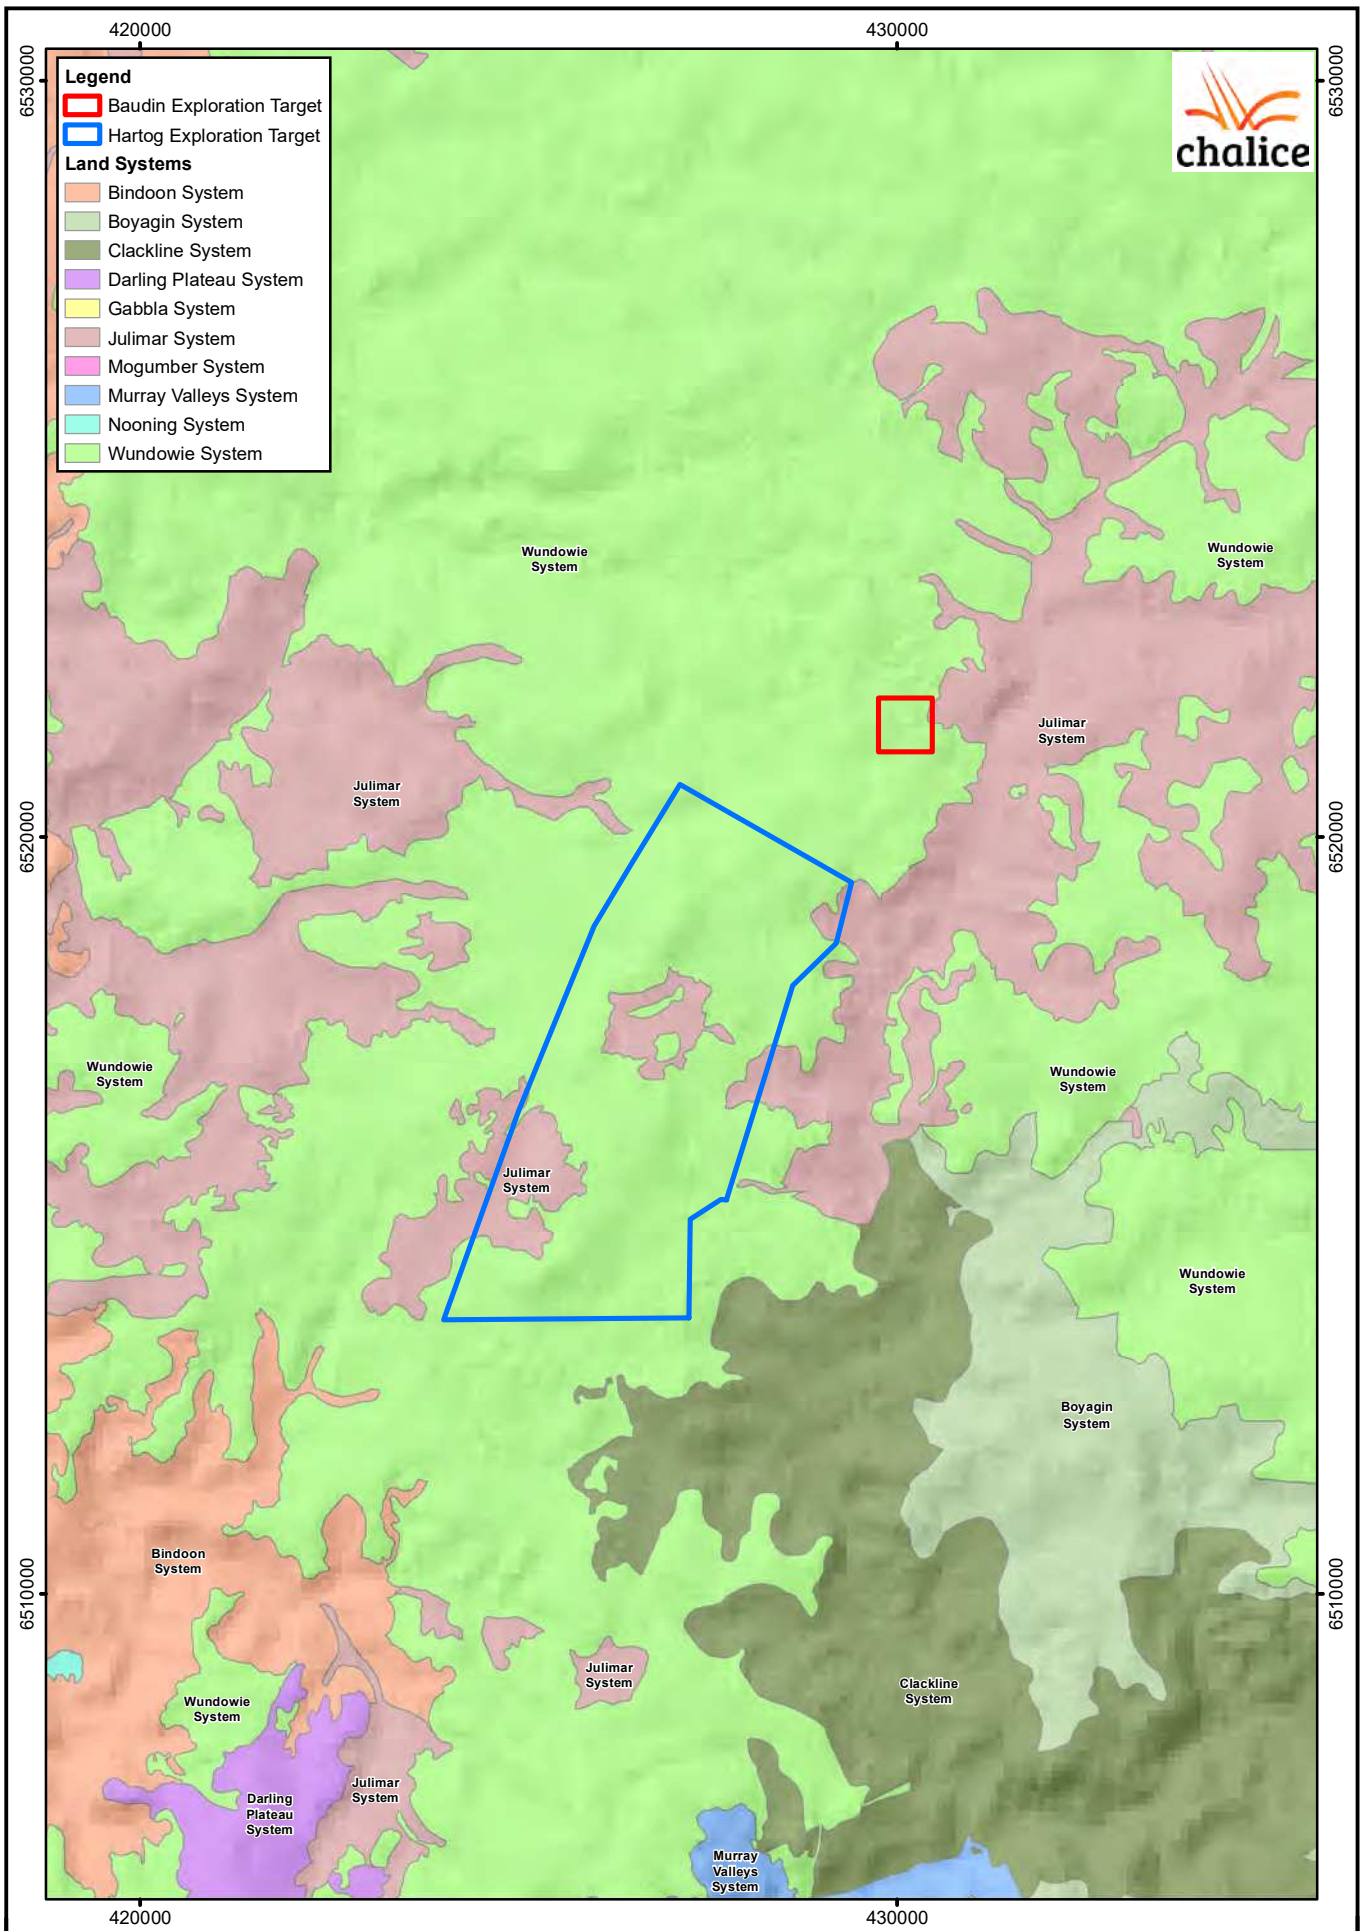 420000
430000
6530000
6530000
Legend
Baudin Exploration Target
Hartog Exploration Target
Land Systems
Bindoon System
Boyagin System
Clackline System
Darling Plateau System
Gabbla System
Julimar System
Mogumber System
Murray Valleys System
Nooning System
Wundowie System
chalice
Wundowie
System
Wundowie
System
Julimar
System
Julimar
System
6520000
6520000
Wundowie
System
Wundowie
System
Julimar
System
Wundowie
System
Boyagin
System
Bindoon
System
6510000
6510000
Julimar
System
Clackline
System
Wundowie
System
Julimar
System
Darling
Plateau
System
Murray
Valleys
System
420000
430000